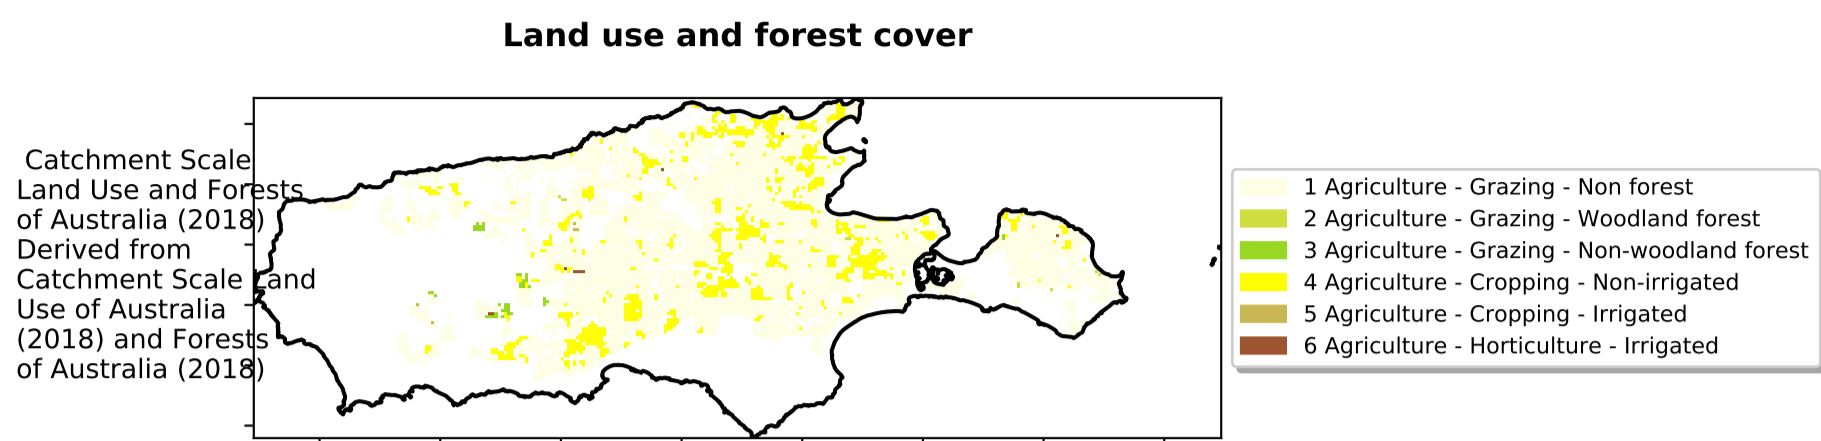 Land use and forest cover
Catchment Scale
Land Use and Forests
of Australia (2018)
Derived from
Catchment Scale Land
Use of Australia
(2018) and Forests
of Australia (2018)
1 Agriculture - Grazing - Non forest
2 Agriculture - Grazing - Woodland forest
3 Agriculture - Grazing - Non-woodland forest
4 Agriculture - Cropping - Non-irrigated
5 Agriculture - Cropping - Irrigated
6 Agriculture - Horticulture - Irrigated